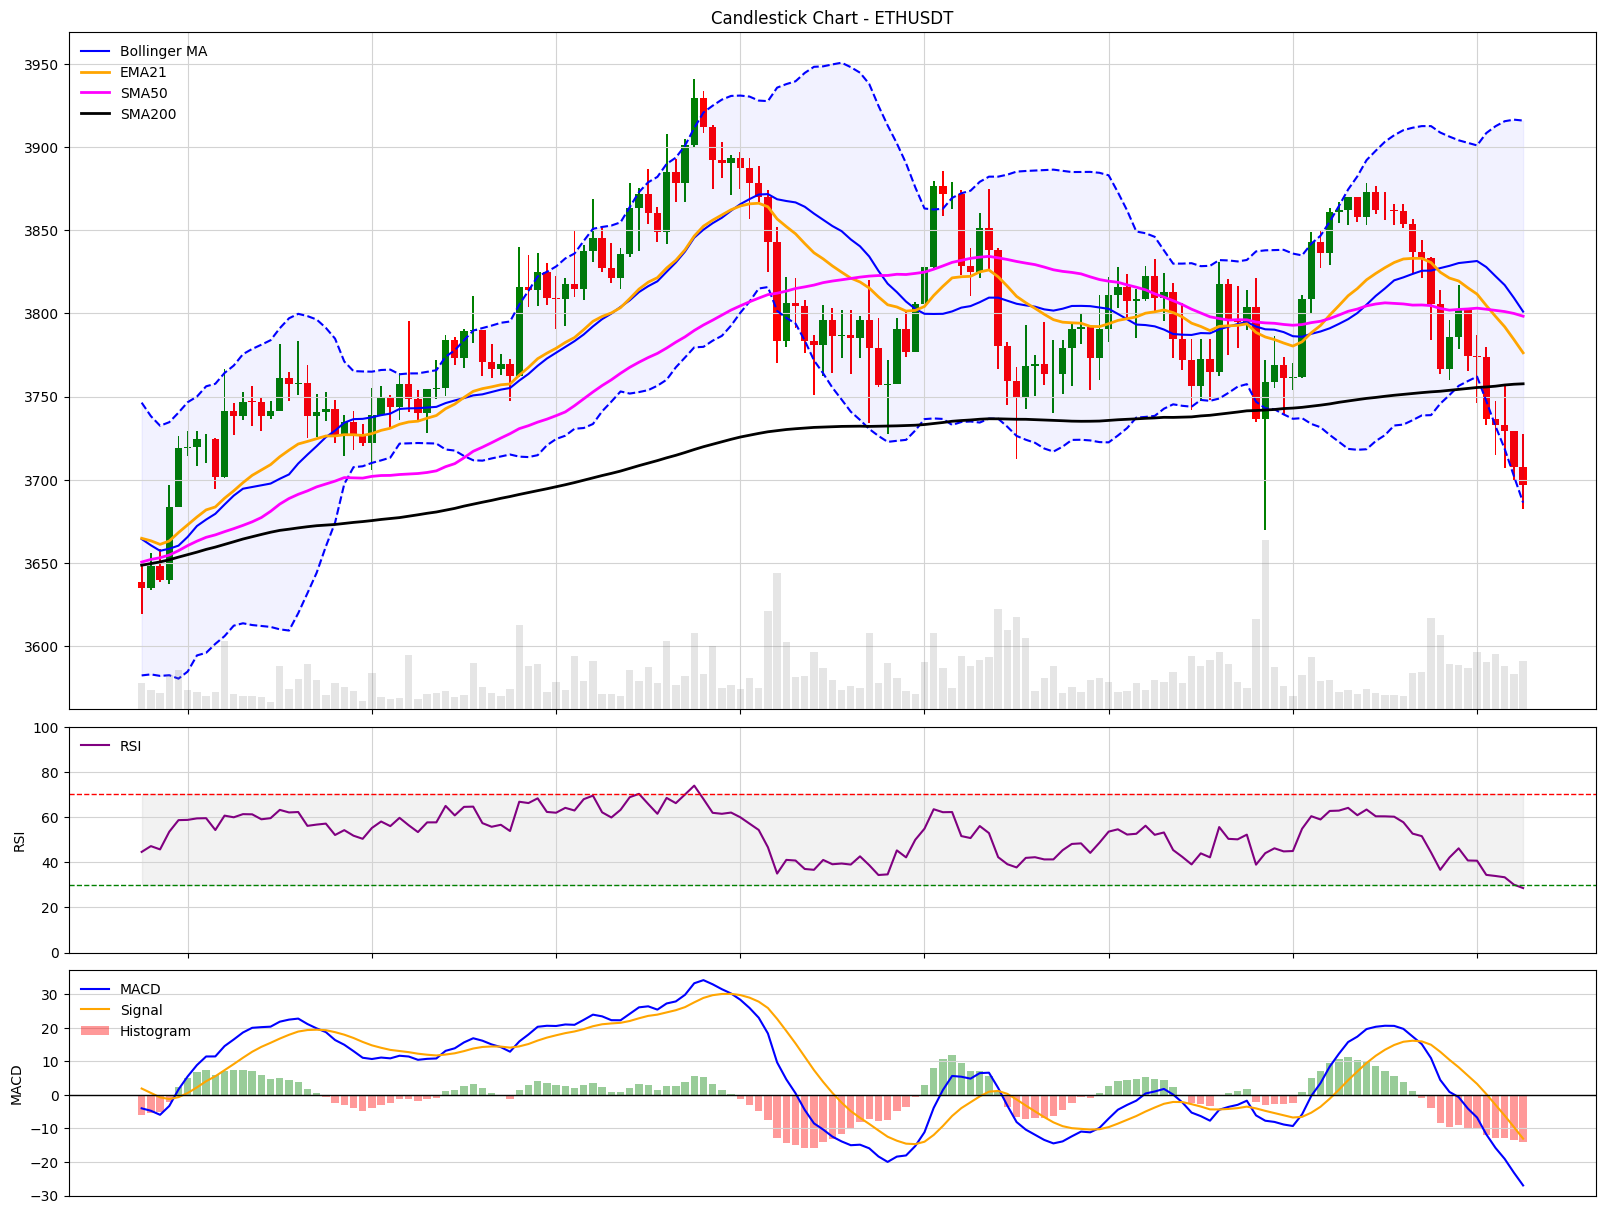 Candlestick Chart - ETHUSDT
Bollinger MA
EMA21
SMA50
SMA200
3950
3900
3850
3800
3750
3700
3650
3600
RSI
100
80
60
40
20
0
RSI
MACD
Signal
Histogram
30
20
10
0
−10
−20
−30
MACD